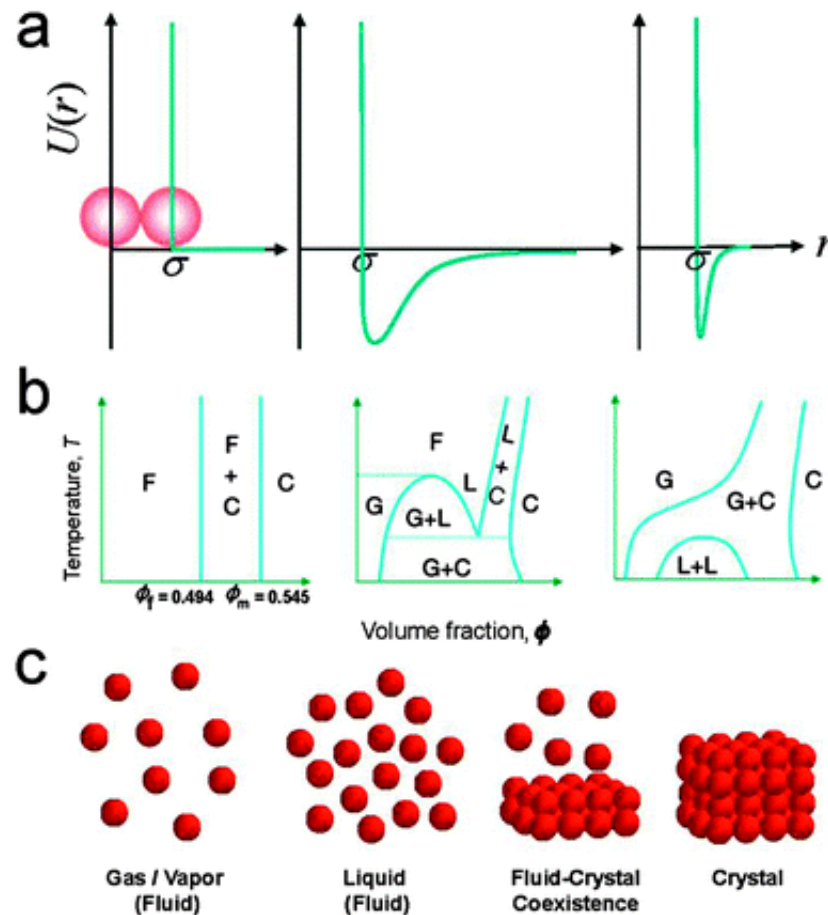 a
U(r)
σ
σ
σ
r
b
Temperature, T
F
F
+
C
C
ϕf = 0.494
ϕm = 0.545
F
G
L
L
+
C
C
G+L
G+C
G
G+C
C
L+L
Volume fraction, ϕ
c
Gas / Vapor
(Fluid)
Liquid
(Fluid)
Fluid-Crystal
Coexistence
Crystal